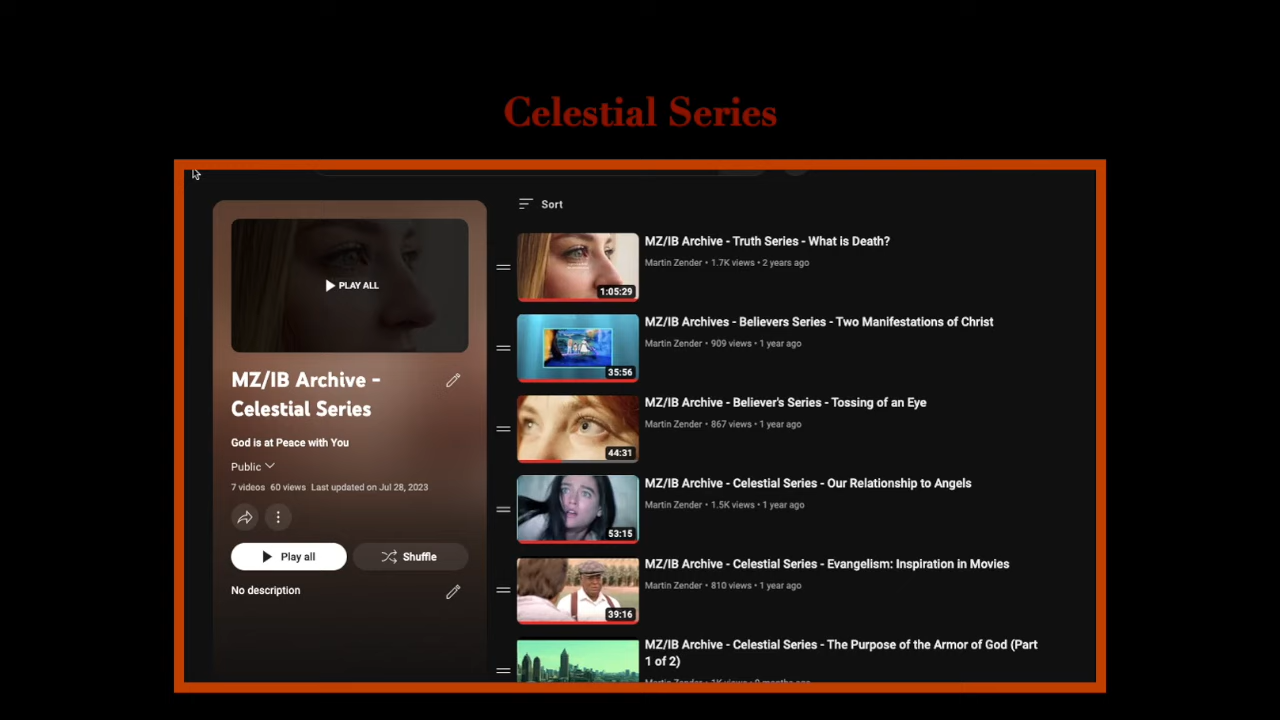 Celestial Series
PLAY ALL
MZ/IB Archive -
Celestial Series
God is at Peace with You
Public
7 videos 60 views Last updated on Jul 28, 2023
Play all
Shuffle
No description
Sort
1:05:29
MZ/IB Archive - Truth Series - What is Death?
Martin Zender • 1.7K views • 2 years ago
35:56
MZ/IB Archives - Believers Series - Two Manifestations of Christ
Martin Zender • 909 views • 1 year ago
44:31
MZ/IB Archive - Believer's Series - Tossing of an Eye
Martin Zender • 867 views • 1 year ago
53:15
MZ/IB Archive - Celestial Series - Our Relationship to Angels
Martin Zender • 1.5K views • 1 year ago
39:16
MZ/IB Archive - Celestial Series - Evangelism: Inspiration in Movies
Martin Zender • 810 views • 1 year ago
MZ/IB Archive - Celestial Series - The Purpose of the Armor of God (Part
1 of 2)
Martin Zender • 1K views •